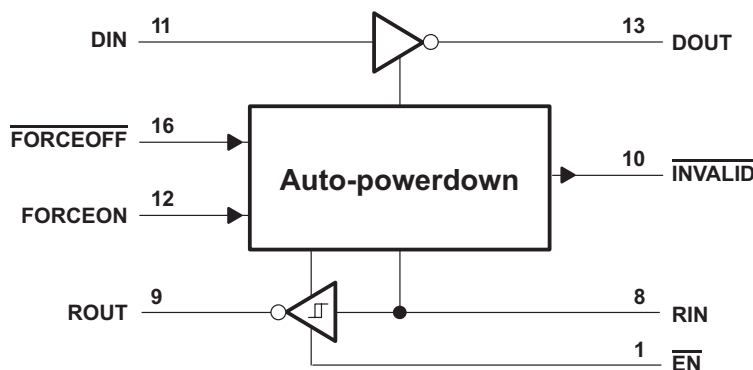 DIN 11 13 DOUT
FORCEOFF 16
Auto-powerdown
10 INVALID
FORCEON 12
ROUT 9 8 RIN
1 EN